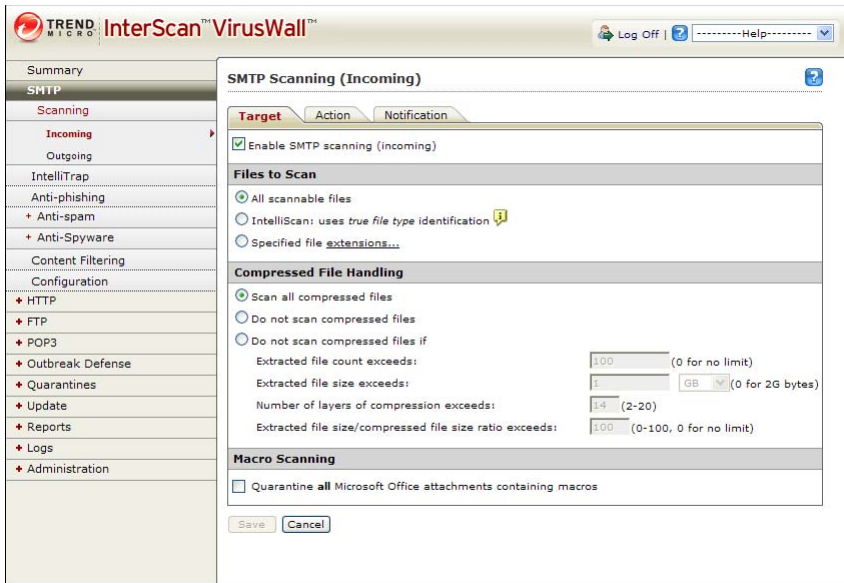 TREND MICRO InterScan™ VirusWall™
Log Off | ---------Help---------
Summary
SMTP
Scanning
Incoming
Outgoing
IntelliTrap
Anti-phishing
+ Anti-spam
+ Anti-Spyware
Content Filtering
Configuration
+ HTTP
+ FTP
+ POP3
+ Outbreak Defense
+ Quarantines
+ Update
+ Reports
+ Logs
+ Administration
SMTP Scanning (Incoming)
Target Action Notification
Enable SMTP scanning (incoming)
Files to Scan
All scannable files
IntelliScan: uses true file type identification
Specified file extensions...
Compressed File Handling
Scan all compressed files
Do not scan compressed files
Do not scan compressed files if
Extracted file count exceeds: 100 (0 for no limit)
Extracted file size exceeds: 1 GB (0 for 2G bytes)
Number of layers of compression exceeds: 14 (2-20)
Extracted file size/compressed file size ratio exceeds: 100 (0-100, 0 for no limit)
Macro Scanning
Quarantine all Microsoft Office attachments containing macros
Save Cancel